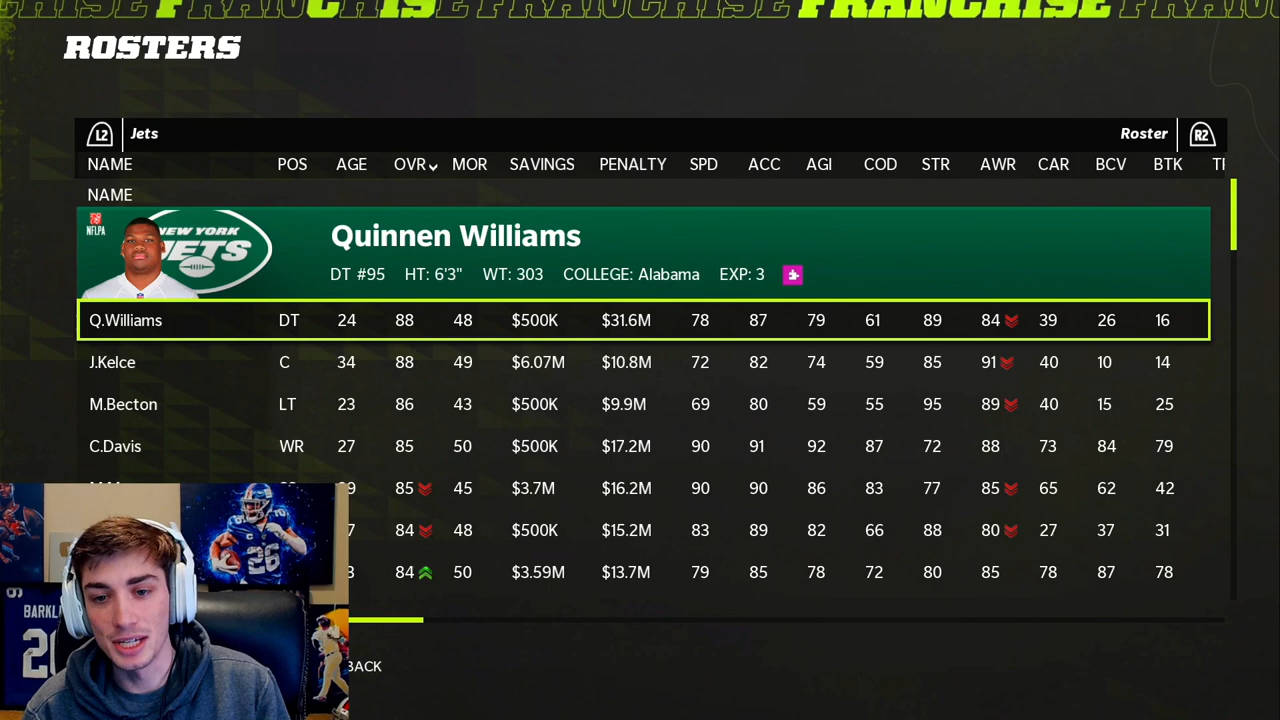 FRANCHISE FRANCHISE FRANCHISE FRANCHISE
ROSTERS
L2 Jets Roster R2
NAME POS AGE OVR MOR SAVINGS PENALTY SPD ACC AGI COD STR AWR CAR BCV BTK
NAME
NFLPA
NEW YORK
JETS
Quinnen Williams
DT #95 HT: 6'3" WT: 303 COLLEGE: Alabama EXP: 3
Q.Williams DT 24 88 48 $500K $31.6M 78 87 79 61 89 84 39 26 16
J.Kelce C 34 88 49 $6.07M $10.8M 72 82 74 59 85 91 40 10 14
M.Becton LT 23 86 43 $500K $9.9M 69 80 59 55 95 89 40 15 25
C.Davis WR 27 85 50 $500K $17.2M 90 91 92 87 72 88 73 84 79
85 45 $3.7M $16.2M 90 90 86 83 77 85 65 62 42
84 48 $500K $15.2M 83 89 82 66 88 80 27 37 31
84 50 $3.59M $13.7M 79 85 78 72 80 85 78 87 78
26
BARKL
BACK